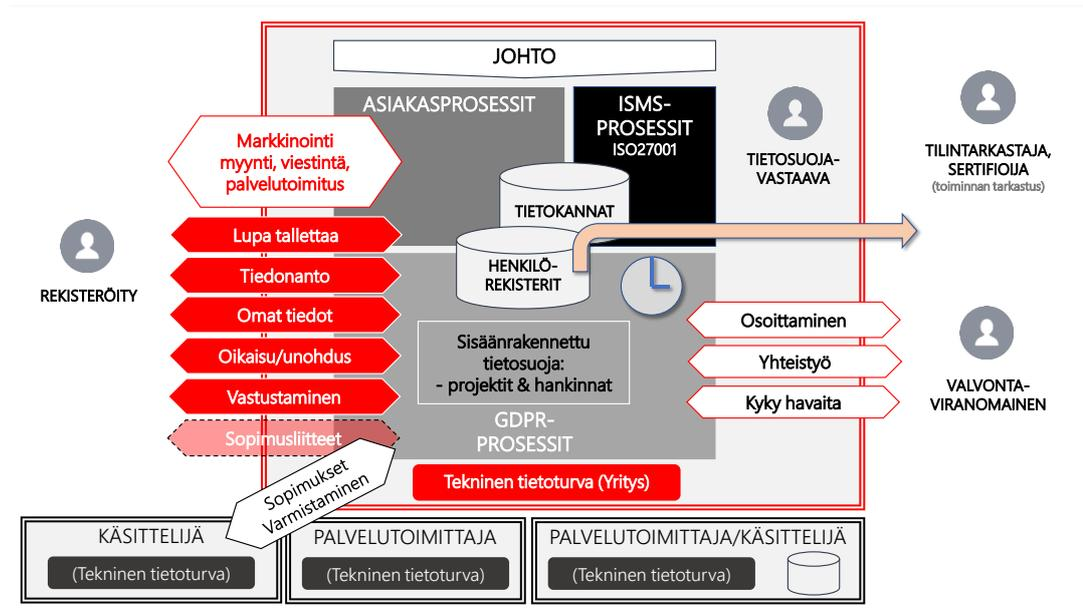 JOHTO
ASIAKASPROSESSIT
ISMS-
PROSESSIT
ISO27001
Markkinointi
myynti, viestintä,
palvelutoimitus
TIETOKANNAT
TIETOSUOJA-
VASTAAVA
TILINTARKASTAJA,
SERTIFIOIJA
(toiminnan tarkastus)
REKISTERÖITY
Lupa tallettaa
Tiedonanto
Omat tiedot
Oikaisu/unohdus
Vastustaminen
Sopimusliitteet
HENKILÖ-
REKISTERIT
Sisäänrakennettu
tietosuoja:
- projektit & hankinnat
GDPR-
PROSESSIT
Osoittaminen
Yhteistyö
Kyky havaita
VALVONTA-
VIRANOMAINEN
Tekninen tietoturva (Yritys)
Sopimukset
Varmistaminen
KÄSITTELIJÄ
(Tekninen tietoturva)
PALVELUTOIMITTAJA
(Tekninen tietoturva)
PALVELUTOIMITTAJA/KÄSITTELIJÄ
(Tekninen tietoturva)